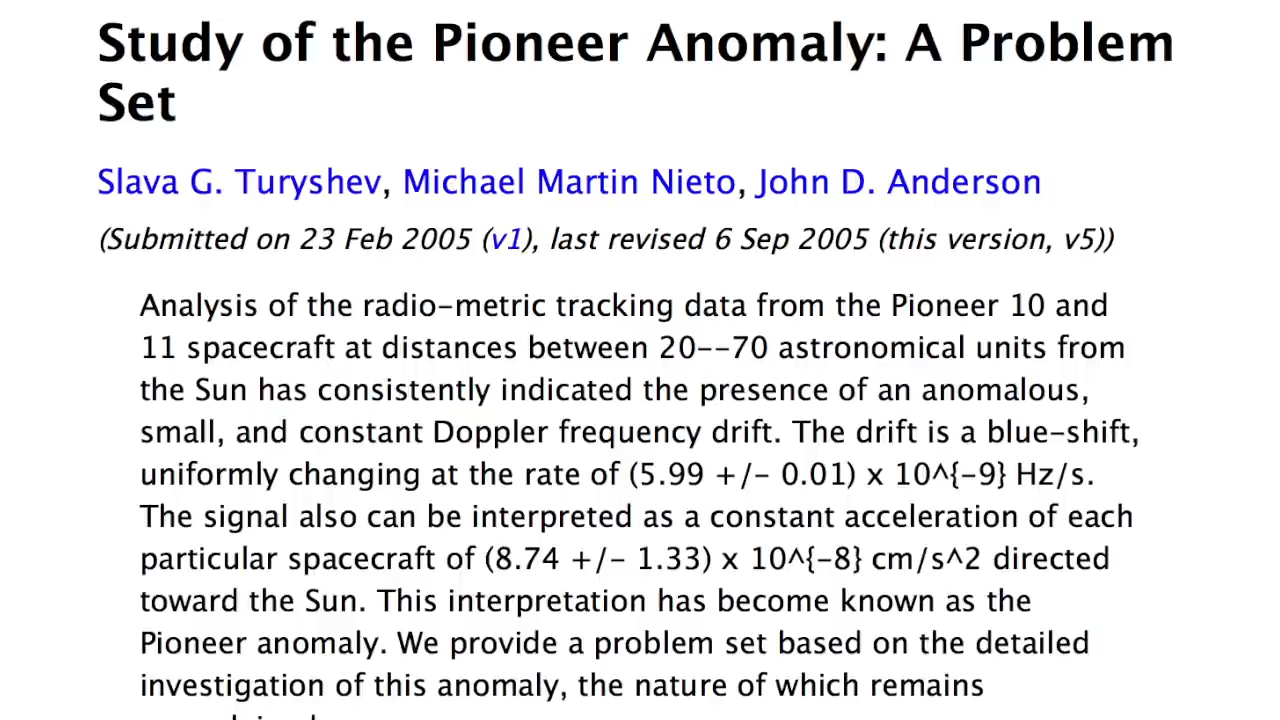 Study of the Pioneer Anomaly: A Problem
Set
Slava G. Turyshev, Michael Martin Nieto, John D. Anderson
(Submitted on 23 Feb 2005 (v1), last revised 6 Sep 2005 (this version, v5))
Analysis of the radio-metric tracking data from the Pioneer 10 and
11 spacecraft at distances between 20--70 astronomical units from
the Sun has consistently indicated the presence of an anomalous,
small, and constant Doppler frequency drift. The drift is a blue-shift,
uniformly changing at the rate of (5.99 +/- 0.01) x 10^{-9} Hz/s.
The signal also can be interpreted as a constant acceleration of each
particular spacecraft of (8.74 +/- 1.33) x 10^{-8} cm/s^2 directed
toward the Sun. This interpretation has become known as the
Pioneer anomaly. We provide a problem set based on the detailed
investigation of this anomaly, the nature of which remains